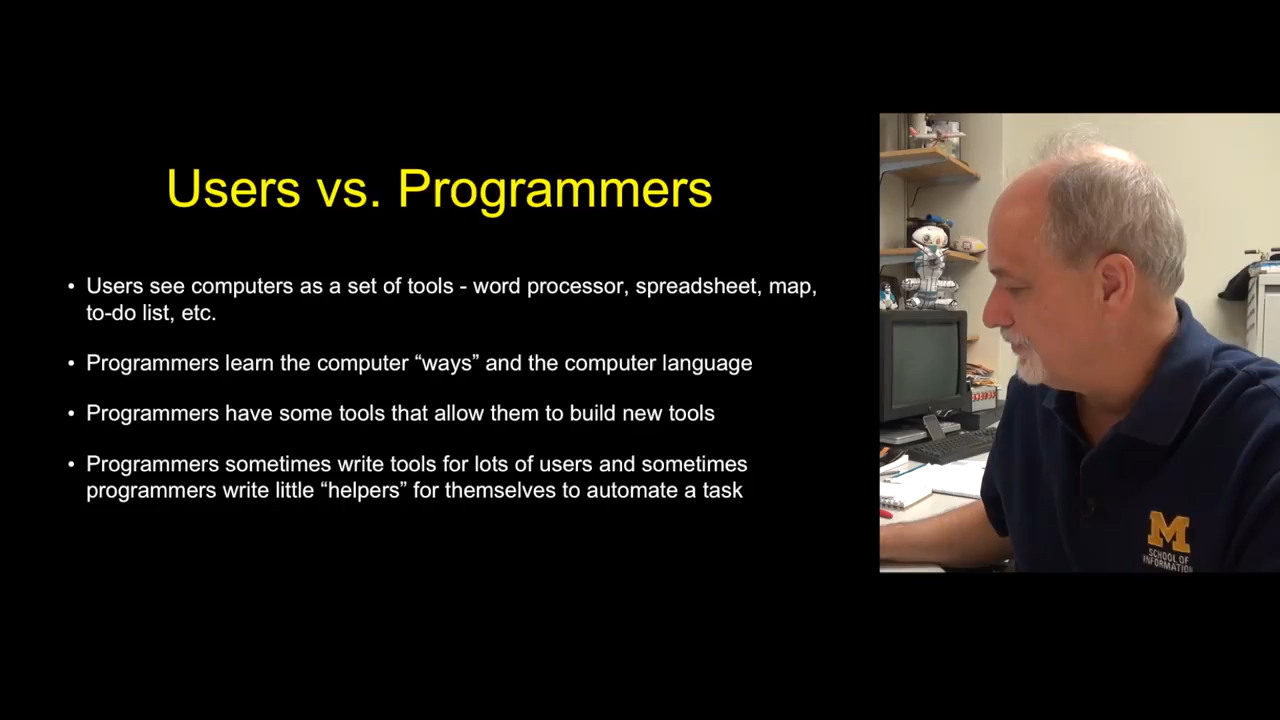 Users vs. Programmers
• Users see computers as a set of tools - word processor, spreadsheet, map,
to-do list, etc.
• Programmers learn the computer “ways” and the computer language
• Programmers have some tools that allow them to build new tools
• Programmers sometimes write tools for lots of users and sometimes
programmers write little “helpers” for themselves to automate a task
M
SCHOOL OF
INFORMATION